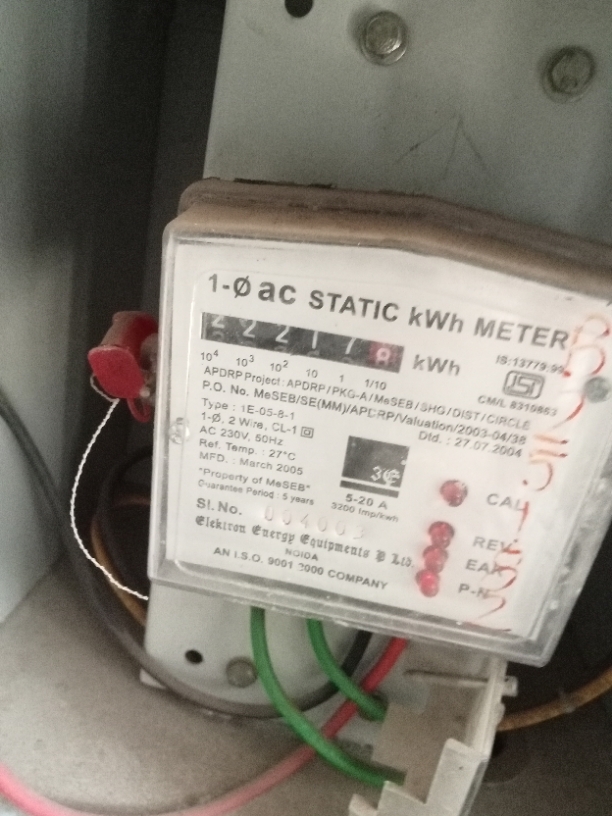 1-Ø ac STATIC kWh METER
2 2 2 1 7 8 kWh
10⁴ 10³ 10² 10 1 1/10
IS:13779.99
CM/L 8310663
APDRP Project : APDRP/PKG-A/MeSEB/SHG/DIST/CIRCLE
P.O. No. MeSEB/SE(MM)/APDRP/Valuation/2003-04/38
Dtd. : 27.07.2004
Type : 1E-05-8-1
1-Ø, 2 Wire, CL-1
AC 230V, 50Hz
Ref. Temp. : 27°C
MFD. : March 2005
"Property of MeSEB"
Guarantee Period : 5 years
5-20 A
3200 Imp/kwh
CAL
REV
P-N
Sl. No.
Elektron Energy Equipments P Ltd.
NOIDA
AN I.S.O. 9001 2000 COMPANY